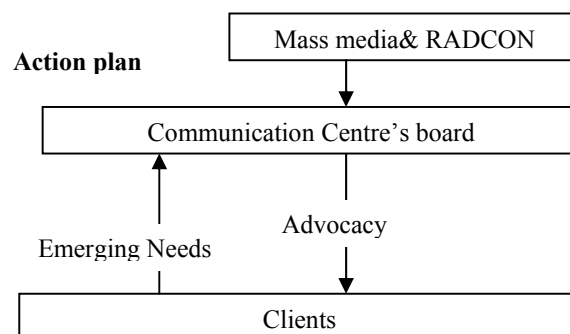 Mass media& RADCON
Action plan
Communication Centre’s board
Advocacy
Emerging Needs
Clients